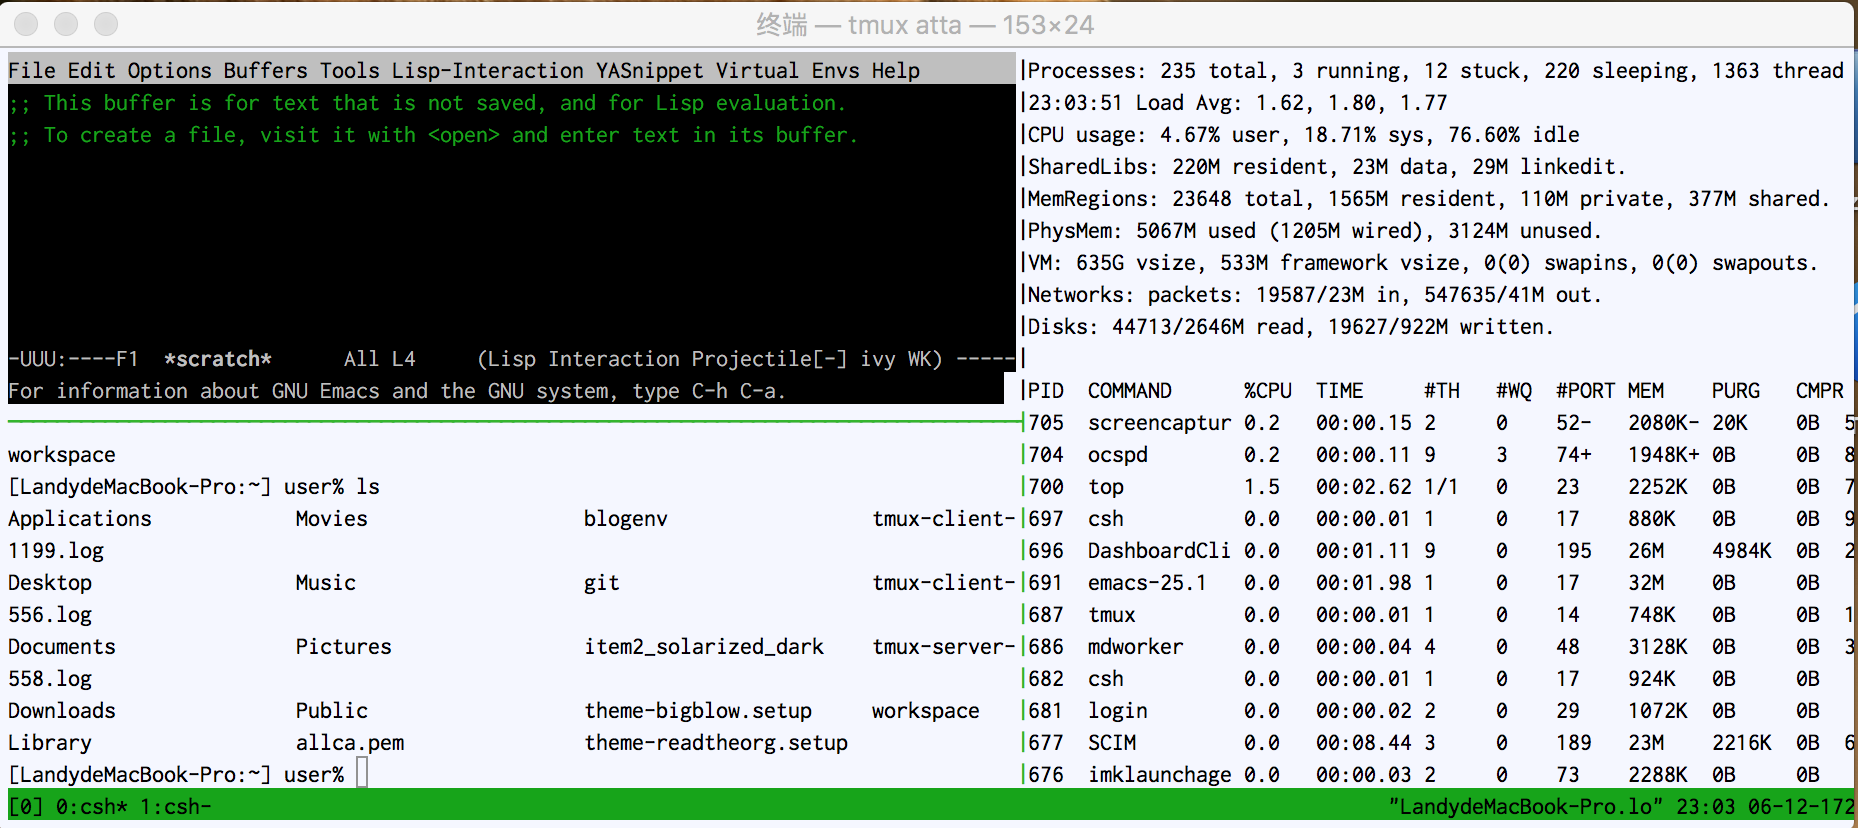 终端 — tmux atta — 153×24
File Edit Options Buffers Tools Lisp-Interaction YASnippet Virtual Envs Help
;; This buffer is for text that is not saved, and for Lisp evaluation.
;; To create a file, visit it with <open> and enter text in its buffer.
-UUU:----F1  *scratch*      All L4     (Lisp Interaction Projectile[-] ivy WK) -----
For information about GNU Emacs and the GNU system, type C-h C-a.
workspace
[LandydeMacBook-Pro:~] user% ls
Applications            Movies                  blogenv                 tmux-client-
1199.log
Desktop                 Music                   git                     tmux-client-
556.log
Documents               Pictures                item2_solarized_dark    tmux-server-
558.log
Downloads               Public                  theme-bigblow.setup     workspace
Library                 allca.pem               theme-readtheorg.setup
[LandydeMacBook-Pro:~] user%
Processes: 235 total, 3 running, 12 stuck, 220 sleeping, 1363 thread
23:03:51 Load Avg: 1.62, 1.80, 1.77
CPU usage: 4.67% user, 18.71% sys, 76.60% idle
SharedLibs: 220M resident, 23M data, 29M linkedit.
MemRegions: 23648 total, 1565M resident, 110M private, 377M shared.
PhysMem: 5067M used (1205M wired), 3124M unused.
VM: 635G vsize, 533M framework vsize, 0(0) swapins, 0(0) swapouts.
Networks: packets: 19587/23M in, 547635/41M out.
Disks: 44713/2646M read, 19627/922M written.
PID  COMMAND      %CPU  TIME     #TH   #WQ  #PORT MEM    PURG   CMPR
705  screencaptur 0.2   00:00.15 2     0    52-   2080K- 20K    0B  5
704  ocspd        0.2   00:00.11 9     3    74+   1948K+ 0B     0B  8
700  top          1.5   00:02.62 1/1   0    23    2252K  0B     0B  7
697  csh          0.0   00:00.01 1     0    17    880K   0B     0B  9
696  DashboardCli 0.0   00:01.11 9     0    195   26M    4984K  0B  2
691  emacs-25.1   0.0   00:01.98 1     0    17    32M    0B     0B
687  tmux         0.0   00:00.01 1     0    14    748K   0B     0B  1
686  mdworker     0.0   00:00.04 4     0    48    3128K  0B     0B  3
682  csh          0.0   00:00.01 1     0    17    924K   0B     0B
681  login        0.0   00:00.02 2     0    29    1072K  0B     0B
677  SCIM         0.0   00:08.44 3     0    189   23M    2216K  0B  6
676  imklaunchage 0.0   00:00.03 2     0    73    2288K  0B     0B
[0] 0:csh* 1:csh-                    "LandydeMacBook-Pro.lo" 23:03 06-12-172